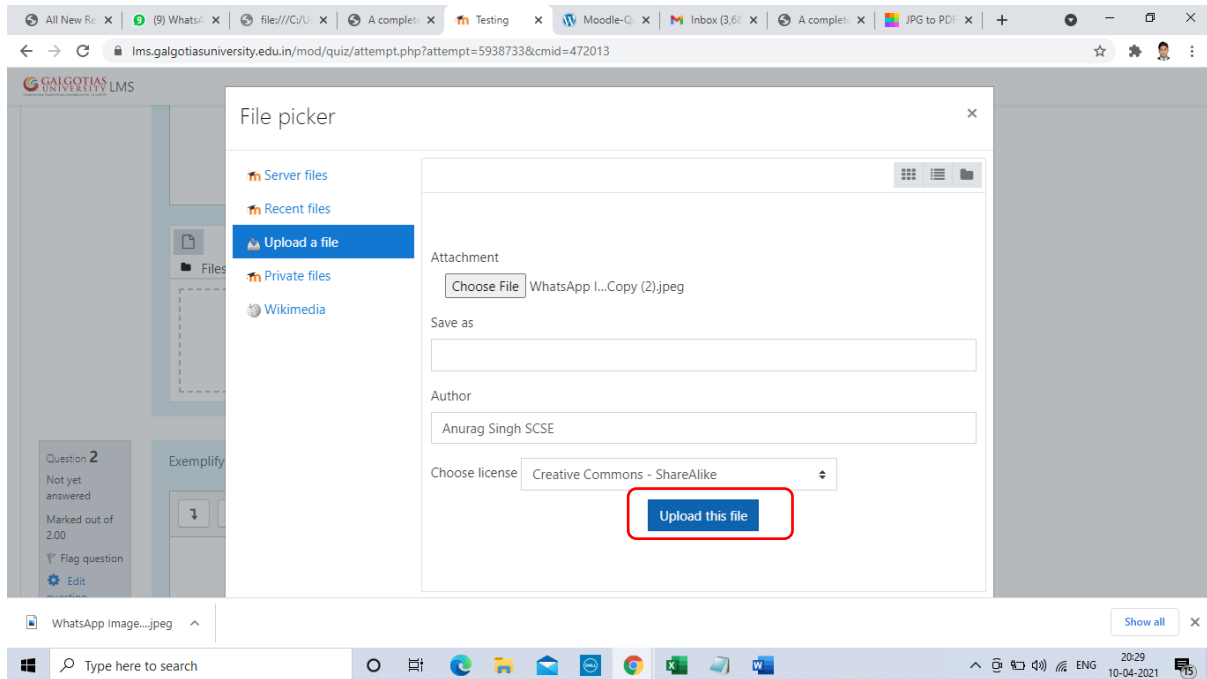 All New Re
(9) WhatsA
file:///C:/U
A complete
Testing
Moodle-Q
Inbox (3,68
A complete
JPG to PDF
lms.galgotiasuniversity.edu.in/mod/quiz/attempt.php?attempt=5938733&cmid=472013
GALGOTIAS
UNIVERSITY LMS
File picker
Server files
Recent files
Upload a file
Private files
Wikimedia
Attachment
Choose File WhatsApp I...Copy (2).jpeg
Save as
Author
Anurag Singh SCSE
Choose license Creative Commons - ShareAlike
Upload this file
Files
Question 2
Not yet
answered
Marked out of
2.00
Flag question
Edit
question
Exemplify
WhatsApp Image....jpeg
Show all
Type here to search
DELL
ENG
20:29
10-04-2021
15